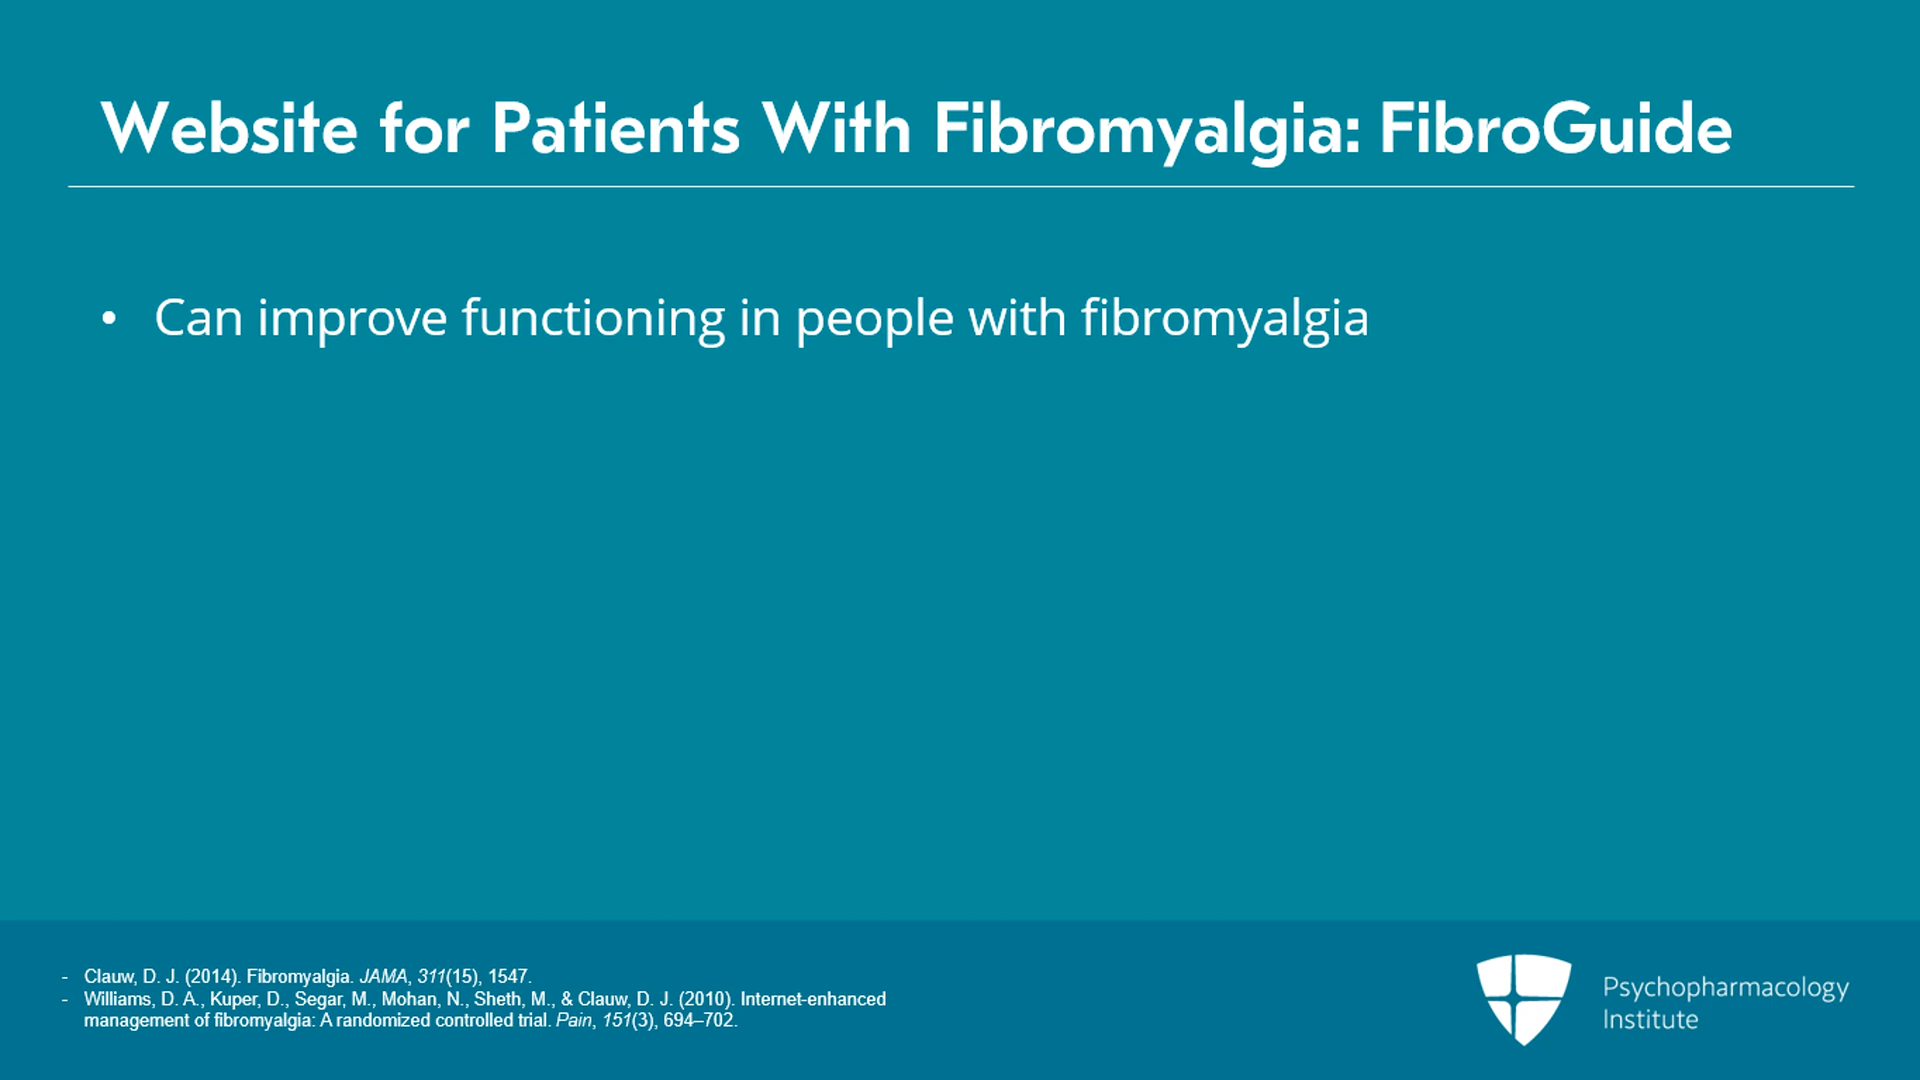 Website for Patients With Fibromyalgia: FibroGuide
• Can improve functioning in people with fibromyalgia
- Clauw, D. J. (2014). Fibromyalgia. JAMA, 311(15), 1547.
- Williams, D. A., Kuper, D., Segar, M., Mohan, N., Sheth, M., & Clauw, D. J. (2010). Internet-enhanced
management of fibromyalgia: A randomized controlled trial. Pain, 151(3), 694–702.
Psychopharmacology
Institute